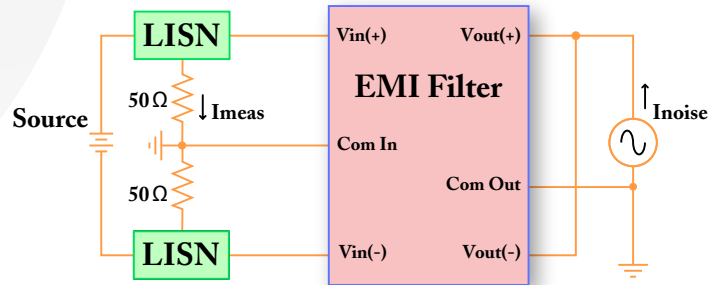 LISN
Vin(+)
Vout(+)
EMI Filter
50Ω
Imeas
Inoise
Source
Com In
50Ω
Com Out
LISN
Vin(-)
Vout(-)